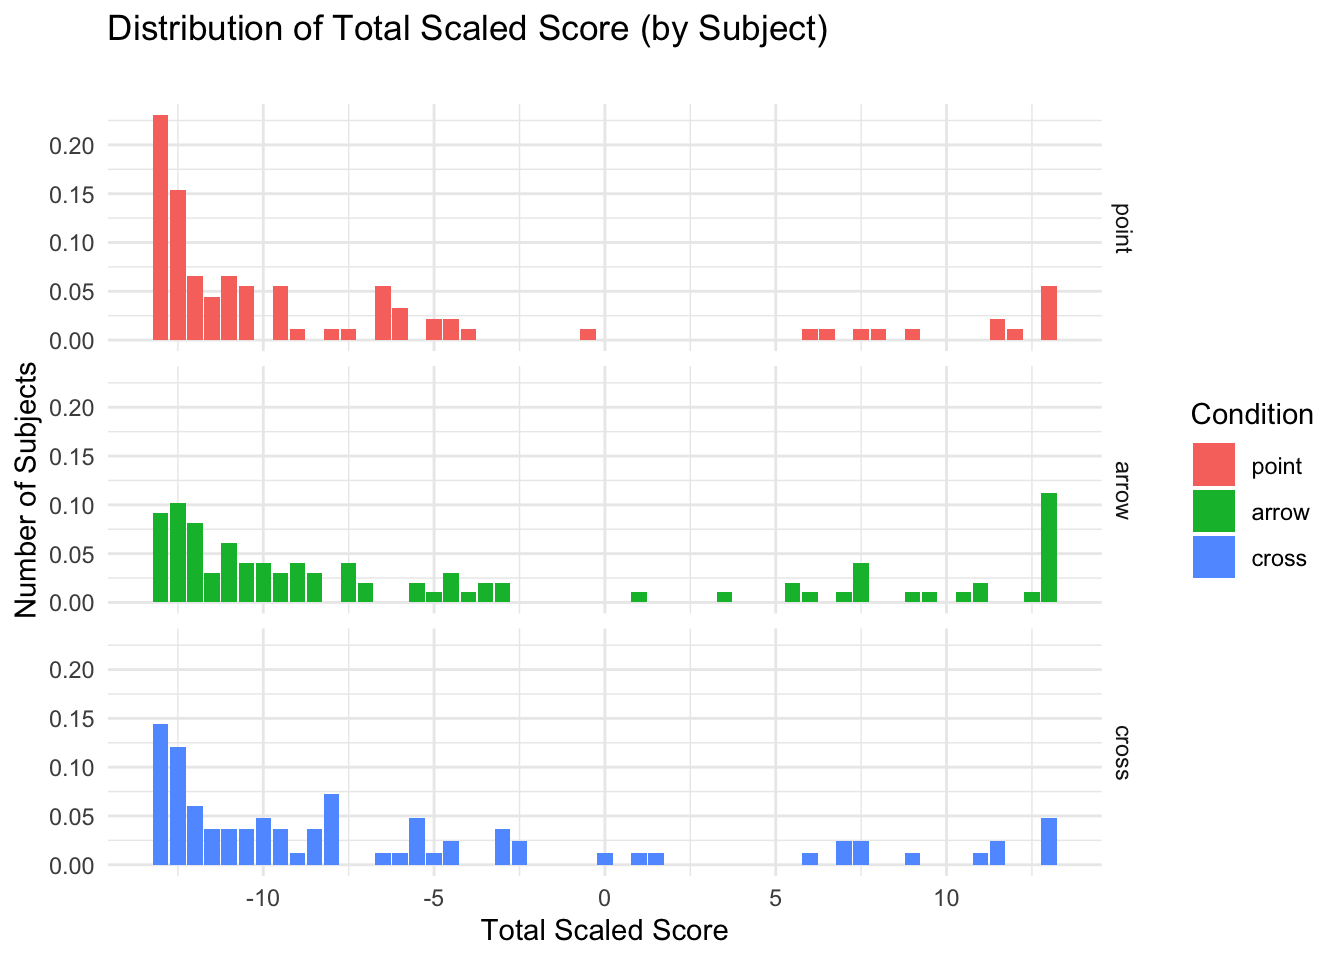 Distribution of Total Scaled Score (by Subject)
0.20
0.15
0.10
0.05
0.00
point
0.20
0.15
0.10
0.05
0.00
arrow
0.20
0.15
0.10
0.05
0.00
cross
Number of Subjects
-10
-5
0
5
10
Total Scaled Score
Condition
point
arrow
cross